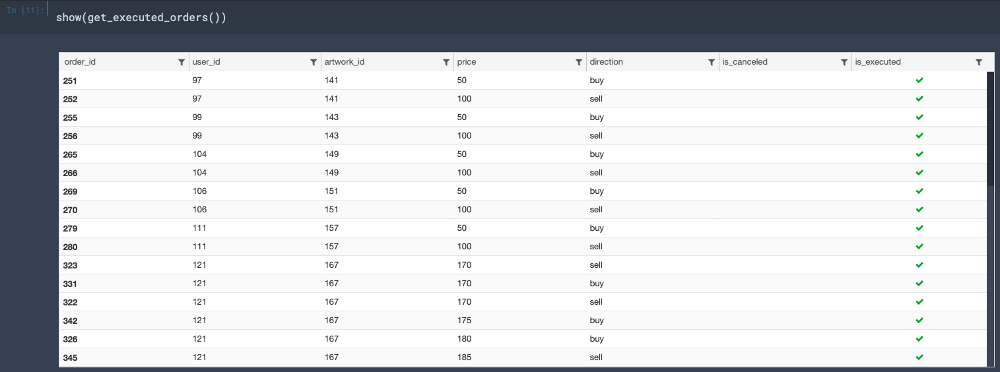 In [11]:
show(get_executed_orders())
order_id user_id artwork_id price direction is_canceled is_executed
251 97 141 50 buy
252 97 141 100 sell
255 99 143 50 buy
256 99 143 100 sell
265 104 149 50 buy
266 104 149 100 sell
269 106 151 50 buy
270 106 151 100 sell
279 111 157 50 buy
280 111 157 100 sell
323 121 167 170 sell
331 121 167 170 buy
322 121 167 170 sell
342 121 167 175 buy
326 121 167 180 buy
345 121 167 185 sell